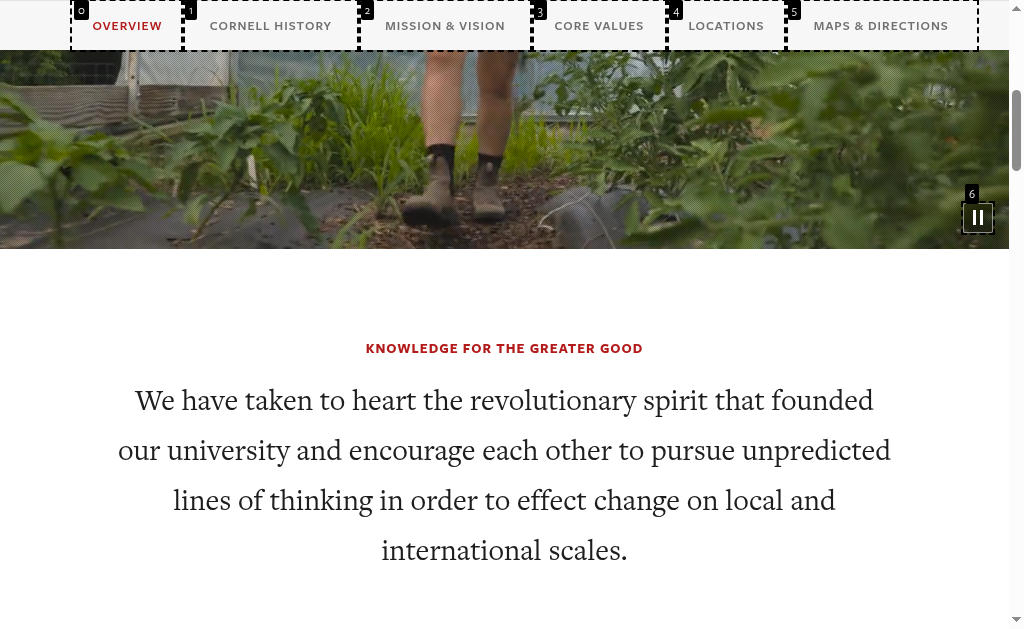 0 1 2 3 4 5
OVERVIEW CORNELL HISTORY MISSION & VISION CORE VALUES LOCATIONS MAPS & DIRECTIONS
6
KNOWLEDGE FOR THE GREATER GOOD
We have taken to heart the revolutionary spirit that founded
our university and encourage each other to pursue unpredicted
lines of thinking in order to effect change on local and
international scales.